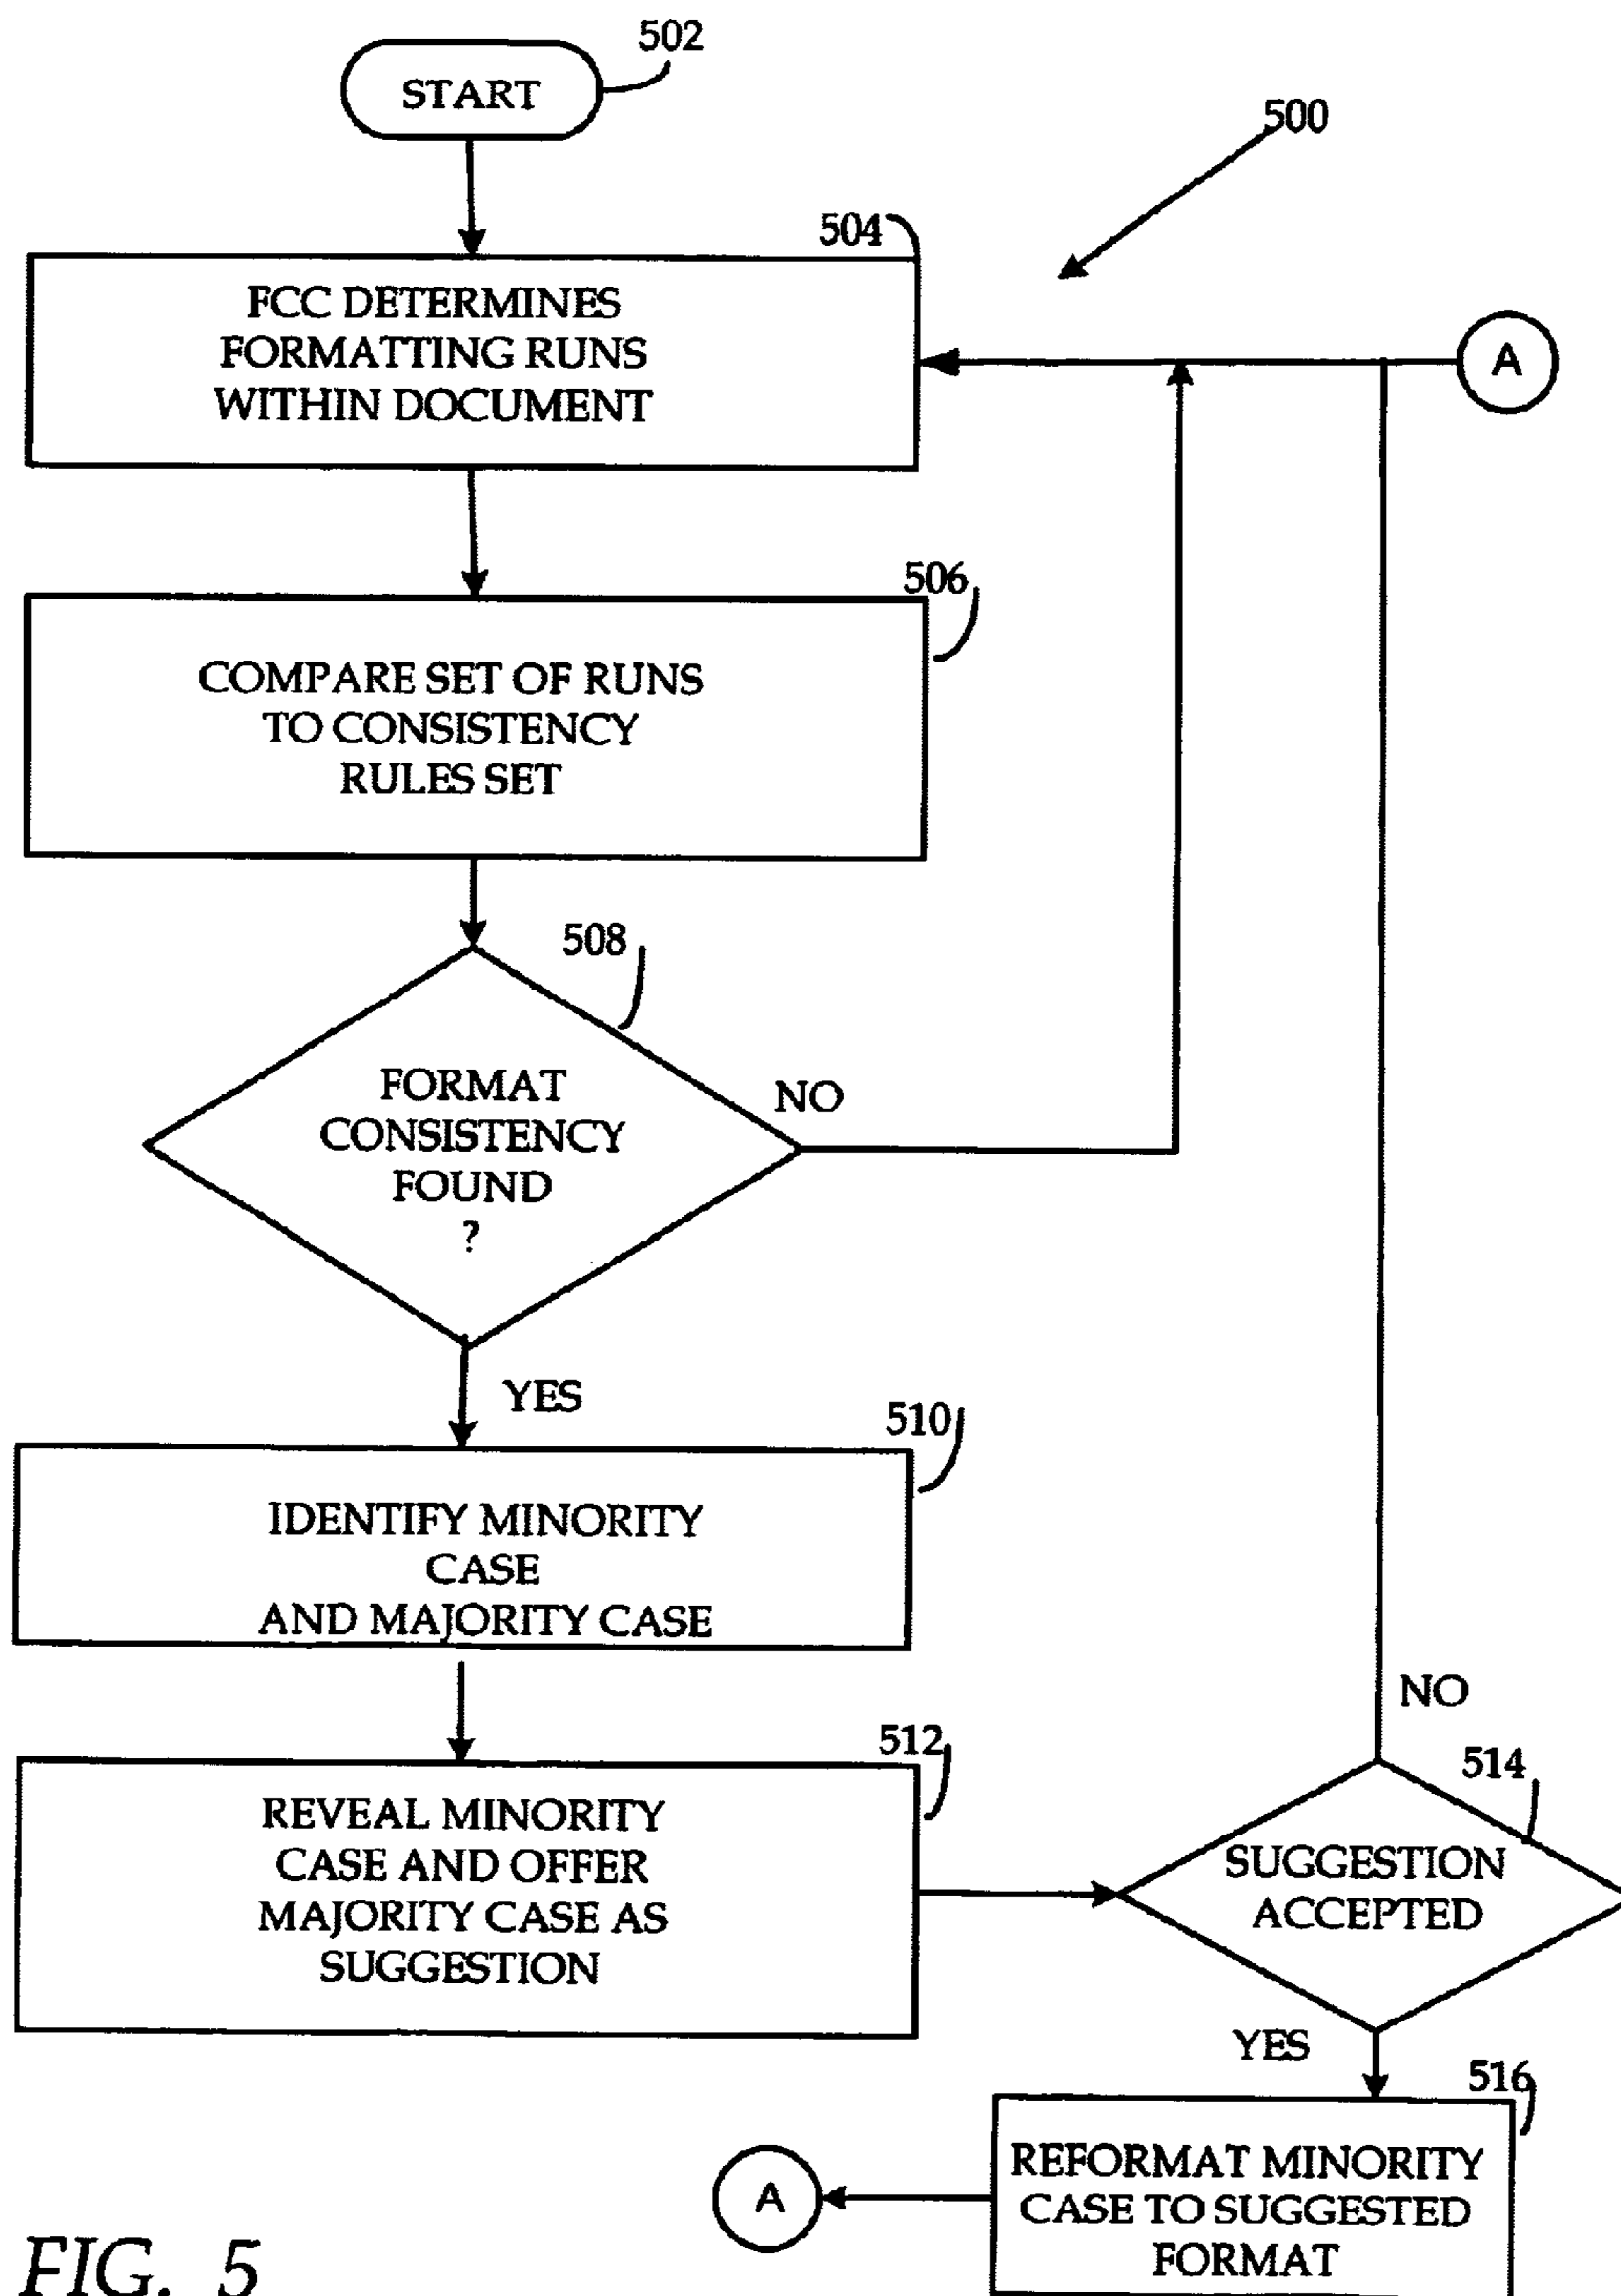 502
START
500
504
FCC DETERMINES
FORMATTING RUNS
WITHIN DOCUMENT
A
506
COMPARE SET OF RUNS
TO CONSISTENCY
RULES SET
508
FORMAT
CONSISTENCY
FOUND
?
NO
YES
510
IDENTIFY MINORITY
CASE
AND MAJORITY CASE
NO
512
REVEAL MINORITY
CASE AND OFFER
MAJORITY CASE AS
SUGGESTION
514
SUGGESTION
ACCEPTED
YES
516
REFORMAT MINORITY
CASE TO SUGGESTED
FORMAT
A
FIG. 5